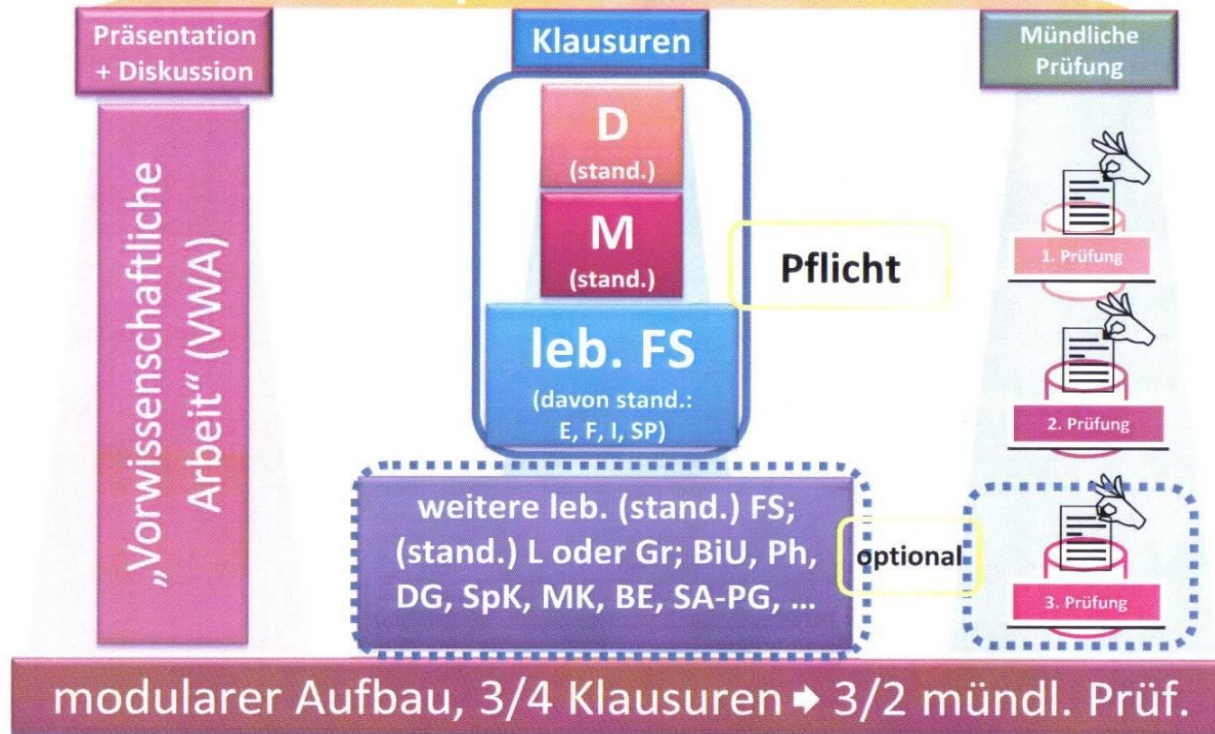 Präsentation
+ Diskussion
„Vorwissenschaftliche
Arbeit“ (VWA)
Klausuren
D
(stand.)
M
(stand.)
leb. FS
(davon stand.:
E, F, I, SP)
Pflicht
weitere leb. (stand.) FS;
(stand.) L oder Gr; BiU, Ph,
DG, SpK, MK, BE, SA-PG, ...
optional
Mündliche
Prüfung
1. Prüfung
2. Prüfung
3. Prüfung
modularer Aufbau, 3/4 Klausuren ➧ 3/2 mündl. Prüf.